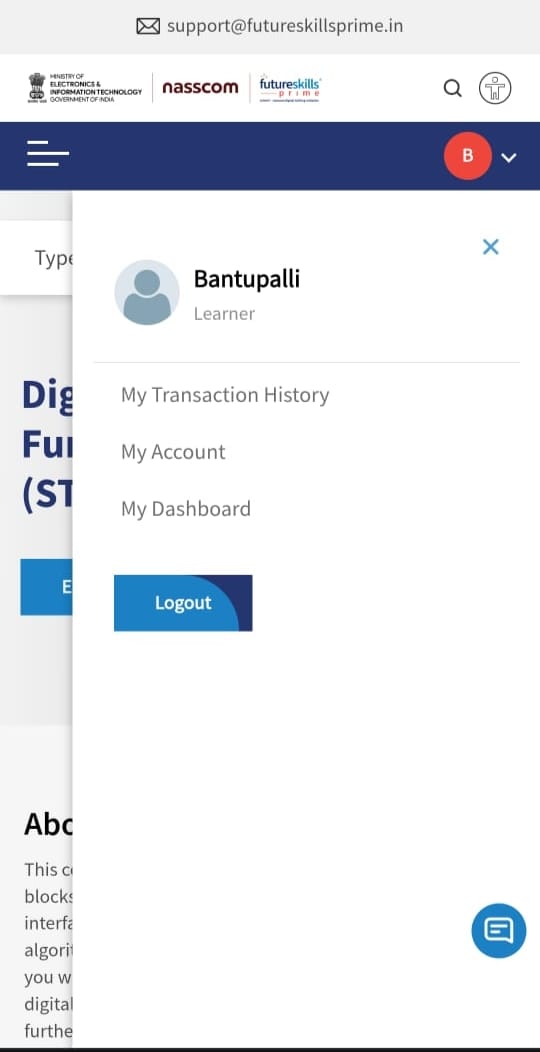 support@futureskillsprime.in
MINISTRY OF
ELECTRONICS &
INFORMATION TECHNOLOGY
GOVERNMENT OF INDIA
nasscom
futureskills
prime
B
Type
Bantupalli
Learner
My Transaction History
Dig
Fu
My Account
(ST
My Dashboard
E
Logout
Abo
This c
blocks
interfa
algorit
you w
digital
furthe